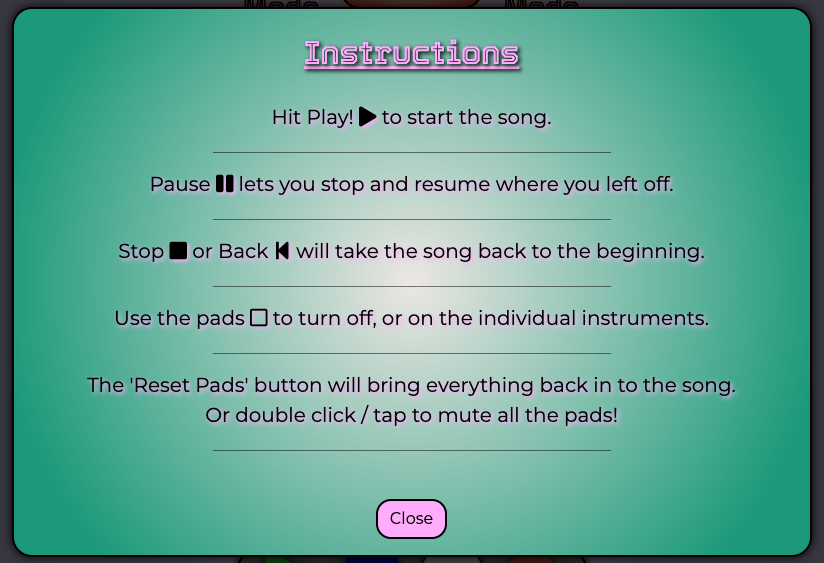 Mode Mode
Instructions
Hit Play! to start the song.
Pause lets you stop and resume where you left off.
Stop or Back will take the song back to the beginning.
Use the pads to turn off, or on the individual instruments.
The 'Reset Pads' button will bring everything back in to the song.
Or double click / tap to mute all the pads!
Close